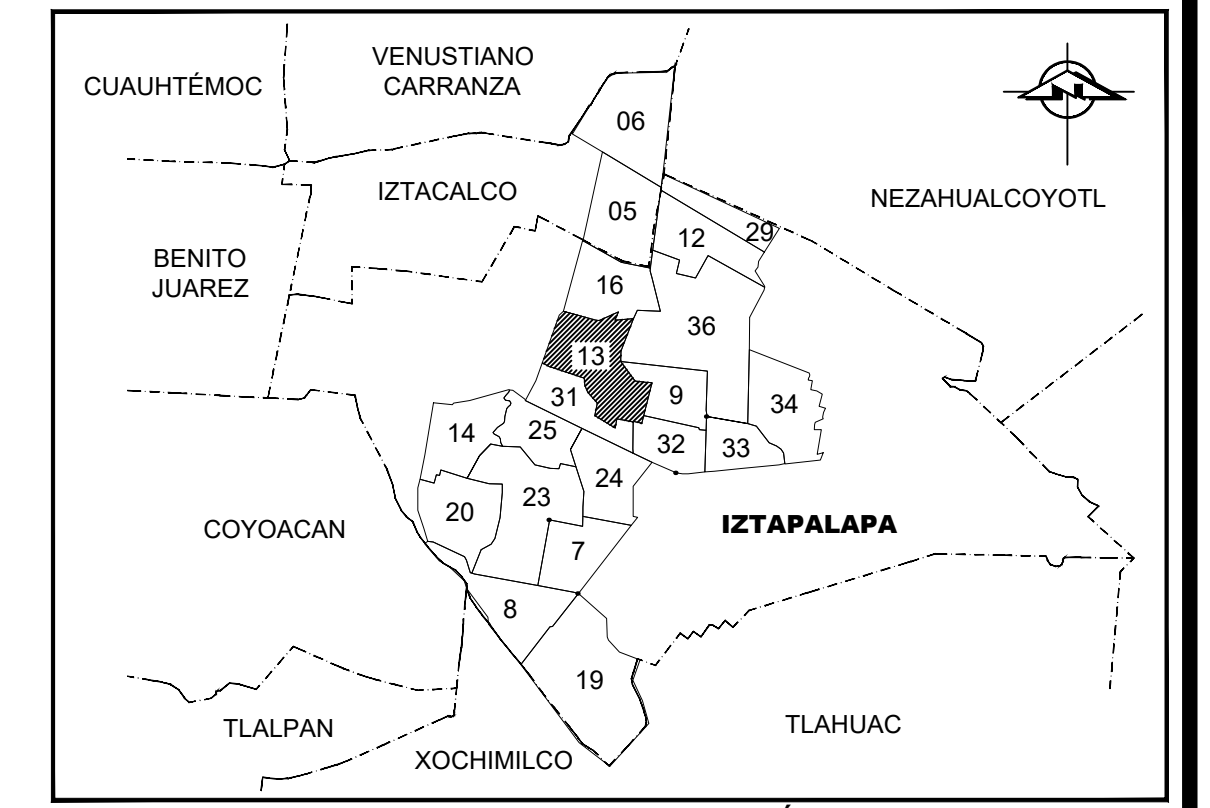 VENUSTIANO
CARRANZA
CUAUHTÉMOC
N
06
IZTACALCO
NEZAHUALCOYOTL
05
29
12
BENITO
JUAREZ
16
36
13
9
31
34
14
25
32
33
24
23
20
IZTAPALAPA
COYOACAN
7
8
19
TLALPAN
TLAHUAC
XOCHIMILCO